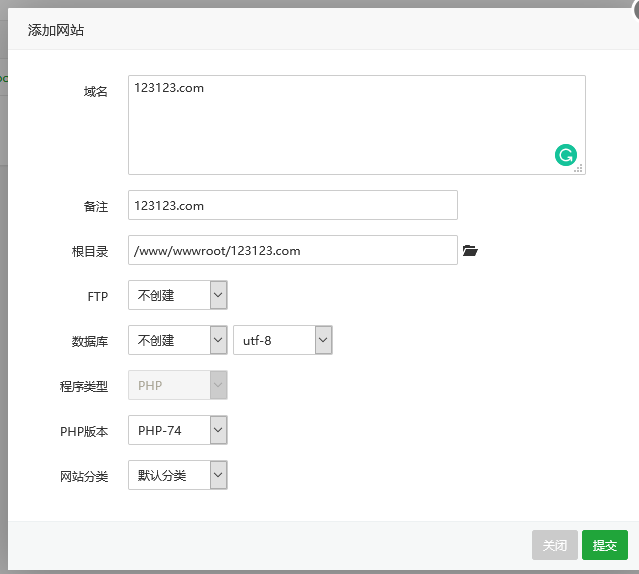 添加网站
域名
123123.com
备注
123123.com
根目录
/www/wwwroot/123123.com
FTP
不创建
数据库
不创建
utf-8
程序类型
PHP
PHP版本
PHP-74
网站分类
默认分类
关闭
提交